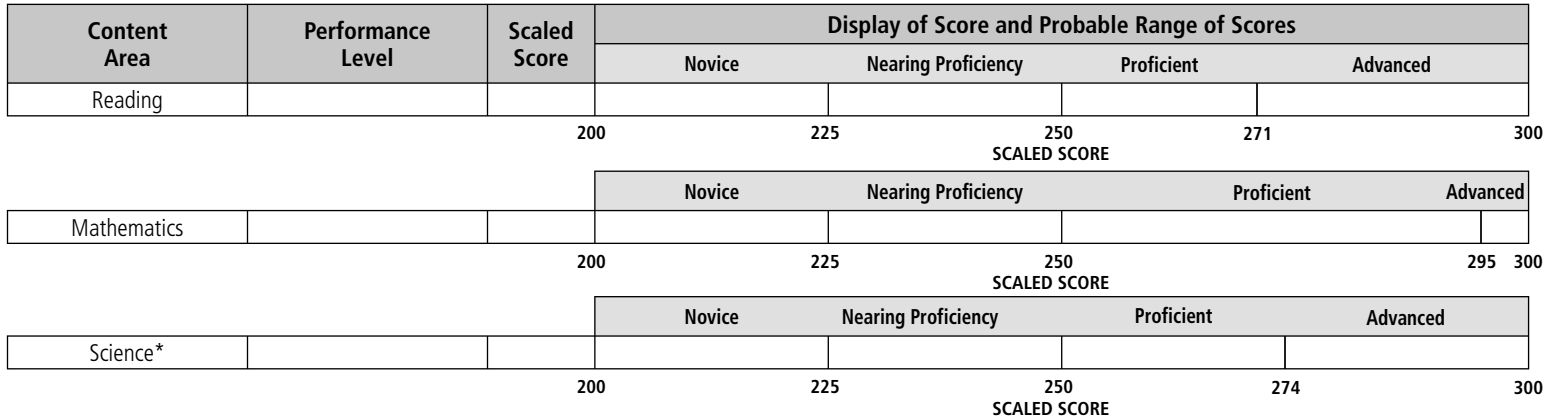 Content Area Performance Level Scaled Score Display of Score and Probable Range of Scores
Novice Nearing Proficiency Proficient Advanced
Reading
200 225 250 271 300
SCALED SCORE
Novice Nearing Proficiency Proficient Advanced
Mathematics
200 225 250 295 300
SCALED SCORE
Novice Nearing Proficiency Proficient Advanced
Science*
200 225 250 274 300
SCALED SCORE